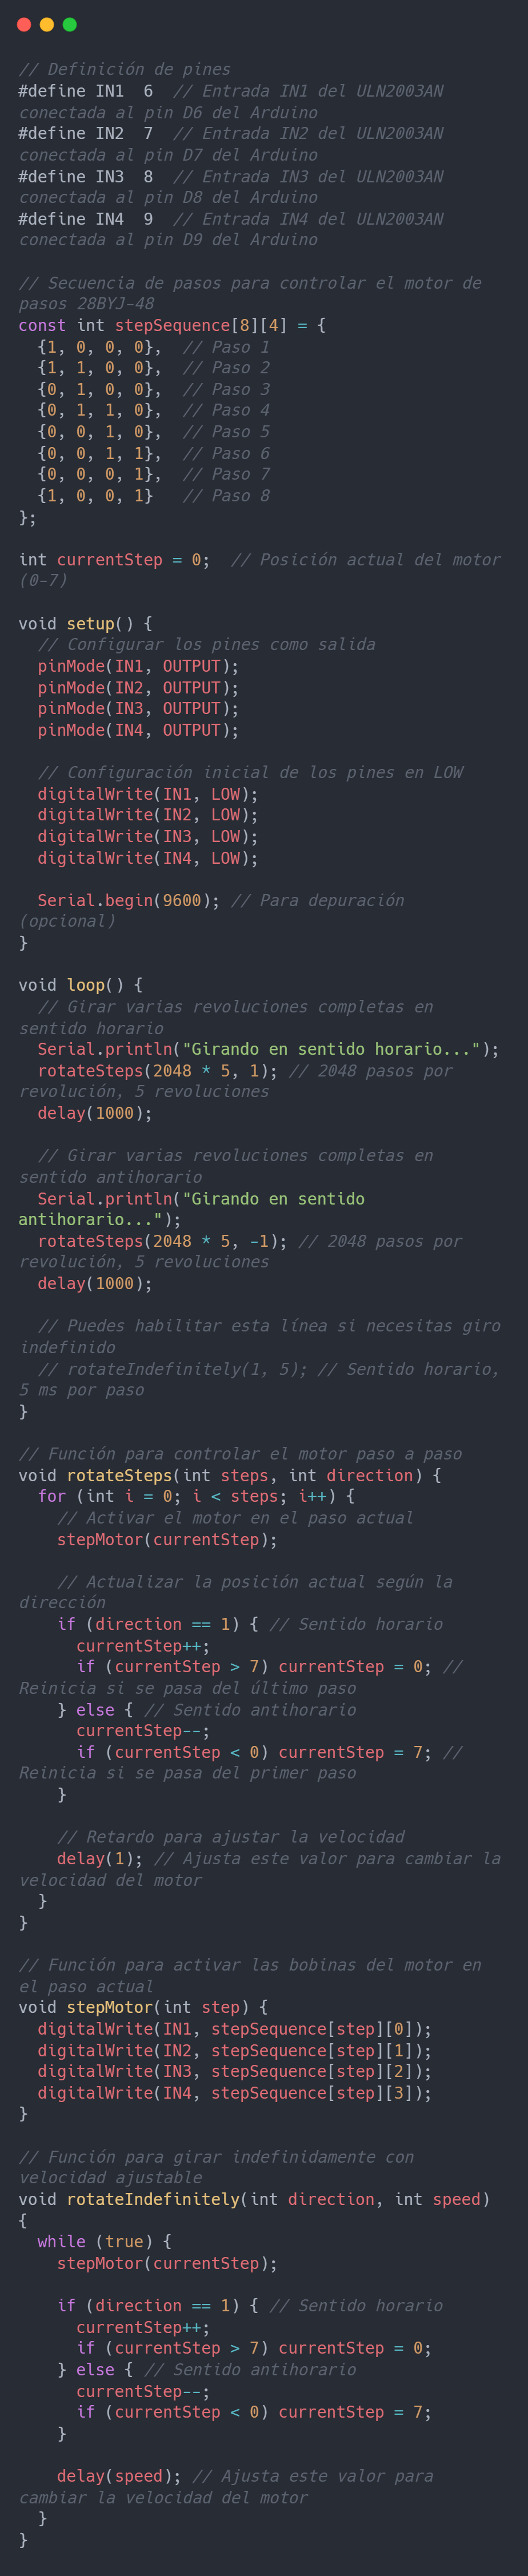 // Definición de pines
#define IN1  6  // Entrada IN1 del ULN2003AN
conectada al pin D6 del Arduino
#define IN2  7  // Entrada IN2 del ULN2003AN
conectada al pin D7 del Arduino
#define IN3  8  // Entrada IN3 del ULN2003AN
conectada al pin D8 del Arduino
#define IN4  9  // Entrada IN4 del ULN2003AN
conectada al pin D9 del Arduino

// Secuencia de pasos para controlar el motor de
pasos 28BYJ-48
const int stepSequence[8][4] = {
  {1, 0, 0, 0},  // Paso 1
  {1, 1, 0, 0},  // Paso 2
  {0, 1, 0, 0},  // Paso 3
  {0, 1, 1, 0},  // Paso 4
  {0, 0, 1, 0},  // Paso 5
  {0, 0, 1, 1},  // Paso 6
  {0, 0, 0, 1},  // Paso 7
  {1, 0, 0, 1}   // Paso 8
};

int currentStep = 0;  // Posición actual del motor
(0-7)

void setup() {
  // Configurar los pines como salida
  pinMode(IN1, OUTPUT);
  pinMode(IN2, OUTPUT);
  pinMode(IN3, OUTPUT);
  pinMode(IN4, OUTPUT);

  // Configuración inicial de los pines en LOW
  digitalWrite(IN1, LOW);
  digitalWrite(IN2, LOW);
  digitalWrite(IN3, LOW);
  digitalWrite(IN4, LOW);

  Serial.begin(9600); // Para depuración
(opcional)
}

void loop() {
  // Girar varias revoluciones completas en
sentido horario
  Serial.println("Girando en sentido horario...");
  rotateSteps(2048 * 5, 1); // 2048 pasos por
revolución, 5 revoluciones
  delay(1000);

  // Girar varias revoluciones completas en
sentido antihorario
  Serial.println("Girando en sentido
antihorario...");
  rotateSteps(2048 * 5, -1); // 2048 pasos por
revolución, 5 revoluciones
  delay(1000);

  // Puedes habilitar esta línea si necesitas giro
indefinido
  // rotateIndefinitely(1, 5); // Sentido horario,
5 ms por paso
}

// Función para controlar el motor paso a paso
void rotateSteps(int steps, int direction) {
  for (int i = 0; i < steps; i++) {
    // Activar el motor en el paso actual
    stepMotor(currentStep);

    // Actualizar la posición actual según la
dirección
    if (direction == 1) { // Sentido horario
      currentStep++;
      if (currentStep > 7) currentStep = 0; //
Reinicia si se pasa del último paso
    } else { // Sentido antihorario
      currentStep--;
      if (currentStep < 0) currentStep = 7; //
Reinicia si se pasa del primer paso
    }

    // Retardo para ajustar la velocidad
    delay(1); // Ajusta este valor para cambiar la
velocidad del motor
  }
}

// Función para activar las bobinas del motor en
el paso actual
void stepMotor(int step) {
  digitalWrite(IN1, stepSequence[step][0]);
  digitalWrite(IN2, stepSequence[step][1]);
  digitalWrite(IN3, stepSequence[step][2]);
  digitalWrite(IN4, stepSequence[step][3]);
}

// Función para girar indefinidamente con
velocidad ajustable
void rotateIndefinitely(int direction, int speed)
{
  while (true) {
    stepMotor(currentStep);

    if (direction == 1) { // Sentido horario
      currentStep++;
      if (currentStep > 7) currentStep = 0;
    } else { // Sentido antihorario
      currentStep--;
      if (currentStep < 0) currentStep = 7;
    }

    delay(speed); // Ajusta este valor para
cambiar la velocidad del motor
  }
}